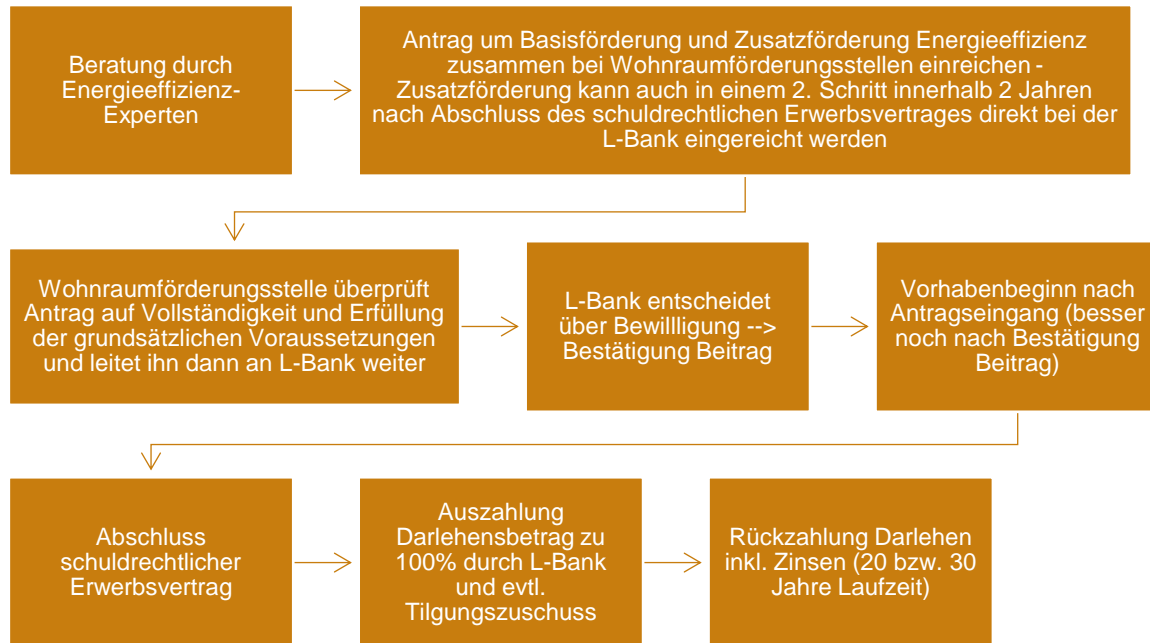 Beratung durch
Energieeffizienz-
Experten
Antrag um Basisförderung und Zusatzförderung Energieeffizienz
zusammen bei Wohnraumförderungsstellen einreichen -
Zusatzförderung kann auch in einem 2. Schritt innerhalb 2 Jahren
nach Abschluss des schuldrechtlichen Erwerbsvertrages direkt bei der
L-Bank eingereicht werden
Wohnraumförderungsstelle überprüft
Antrag auf Vollständigkeit und Erfüllung
der grundsätzlichen Voraussetzungen
und leitet ihn dann an L-Bank weiter
L-Bank entscheidet
über Bewillligung -->
Bestätigung Beitrag
Vorhabenbeginn nach
Antragseingang (besser
noch nach Bestätigung
Beitrag)
Abschluss
schuldrechtlicher
Erwerbsvertrag
Auszahlung
Darlehensbetrag zu
100% durch L-Bank
und evtl.
Tilgungszuschuss
Rückzahlung Darlehen
inkl. Zinsen (20 bzw. 30
Jahre Laufzeit)